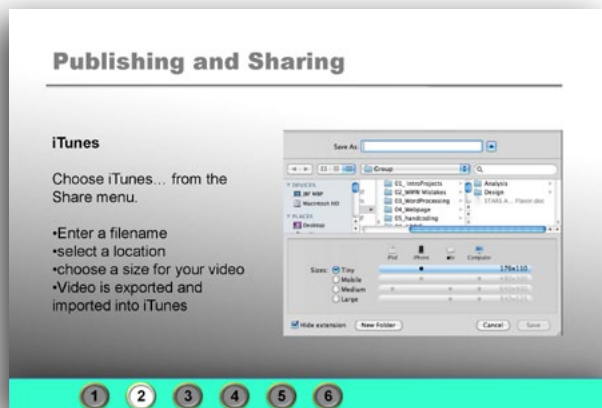 Publishing and Sharing
iTunes
Choose iTunes... from the
Share menu.
•Enter a filename
•select a location
•choose a size for your video
•Video is exported and
imported into iTunes
Save As:
Group
DEVICES
Macintosh HD
PLACES
Desktop
01_ IntroProjects
02_WMW Mistakes
03_WordProcessing
04_Webpage
05_handcoding
Analysis
Design
iPod
iPhone
Computer
Sizes: Tiny 176x110
Mobile
Medium
Large
Hide extension
New Folder
Cancel
Save
1 2 3 4 5 6